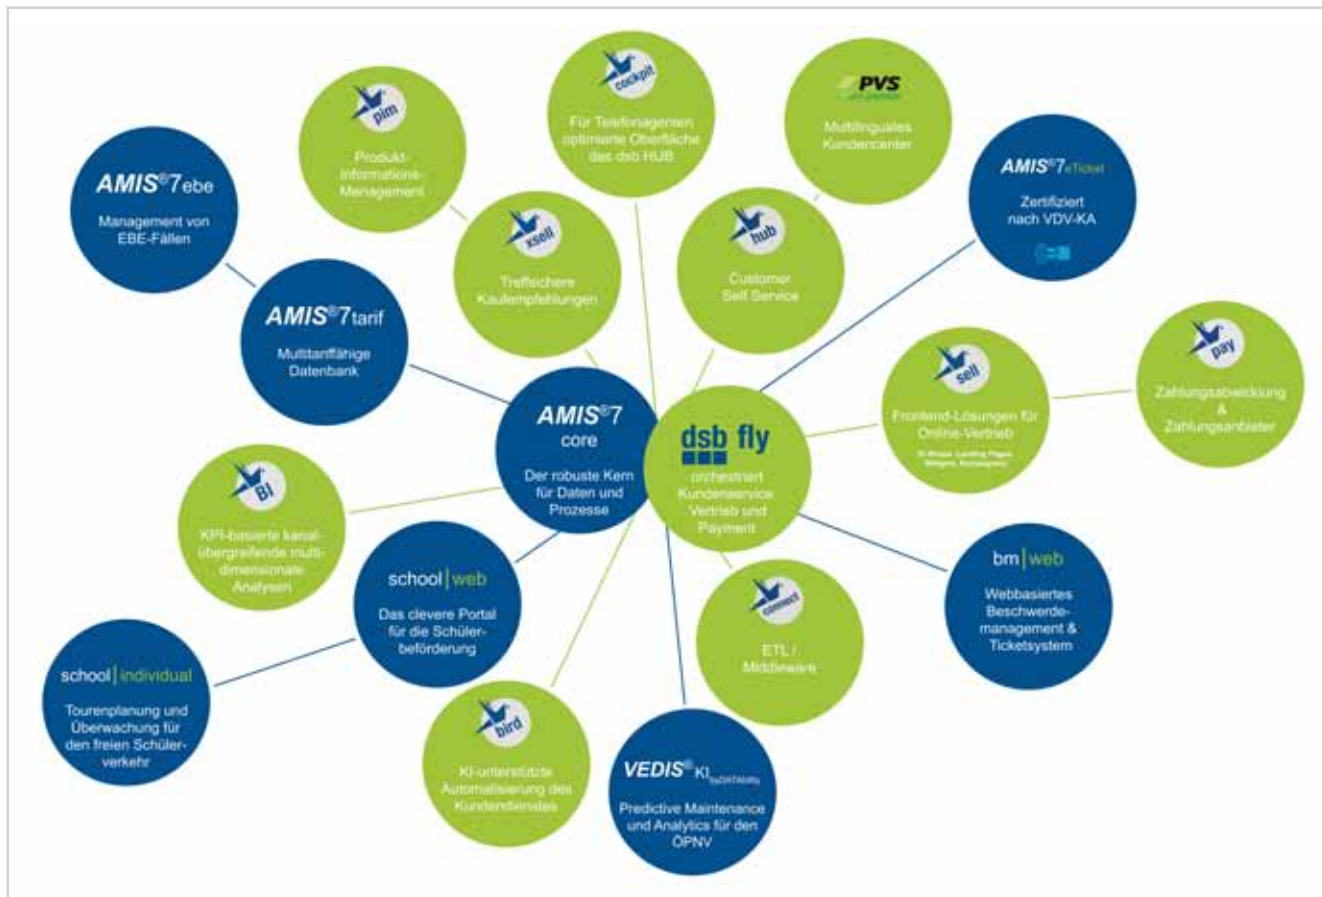 cockpit
Für Telefonagenten
optimierte Oberfläche
des dsb HUB
pim
Produkt-
informations-
Management
PVS
Multilinguales
Kundencenter
AMIS®7ebe
Management von
EBE-Fällen
AMIS®7eTicket
Zertifiziert
nach VDV-KA
xsell
Treffsichere
Kaufempfehlungen
hub
Customer
Self Service
AMIS®7tarif
Multitariffähige
Datenbank
sell
Frontend-Lösungen für
Online-Vertrieb
pay
Zahlungsabwicklung
&
Zahlungsanbieter
AMIS®7
core
Der robuste Kern
für Daten und
Prozesse
dsb fly
orchestriert
Kundenservice
Vertrieb und
Payment
BI
KPI-basierte kanal-
übergreifende multi-
dimensionale
Analysen
school|web
Das clevere Portal
für die Schüler-
beförderung
connect
ETL /
Middleware
bm|web
Webbasiertes
Beschwerde-
management &
Ticketsystem
school|individual
Tourenplanung und
Überwachung für
den freien Schüler-
verkehr
bird
KI-unterstützte
Automatisierung des
Kundendienstes
VEDIS® KI
Predictive Maintenance
und Analytics für den
ÖPNV